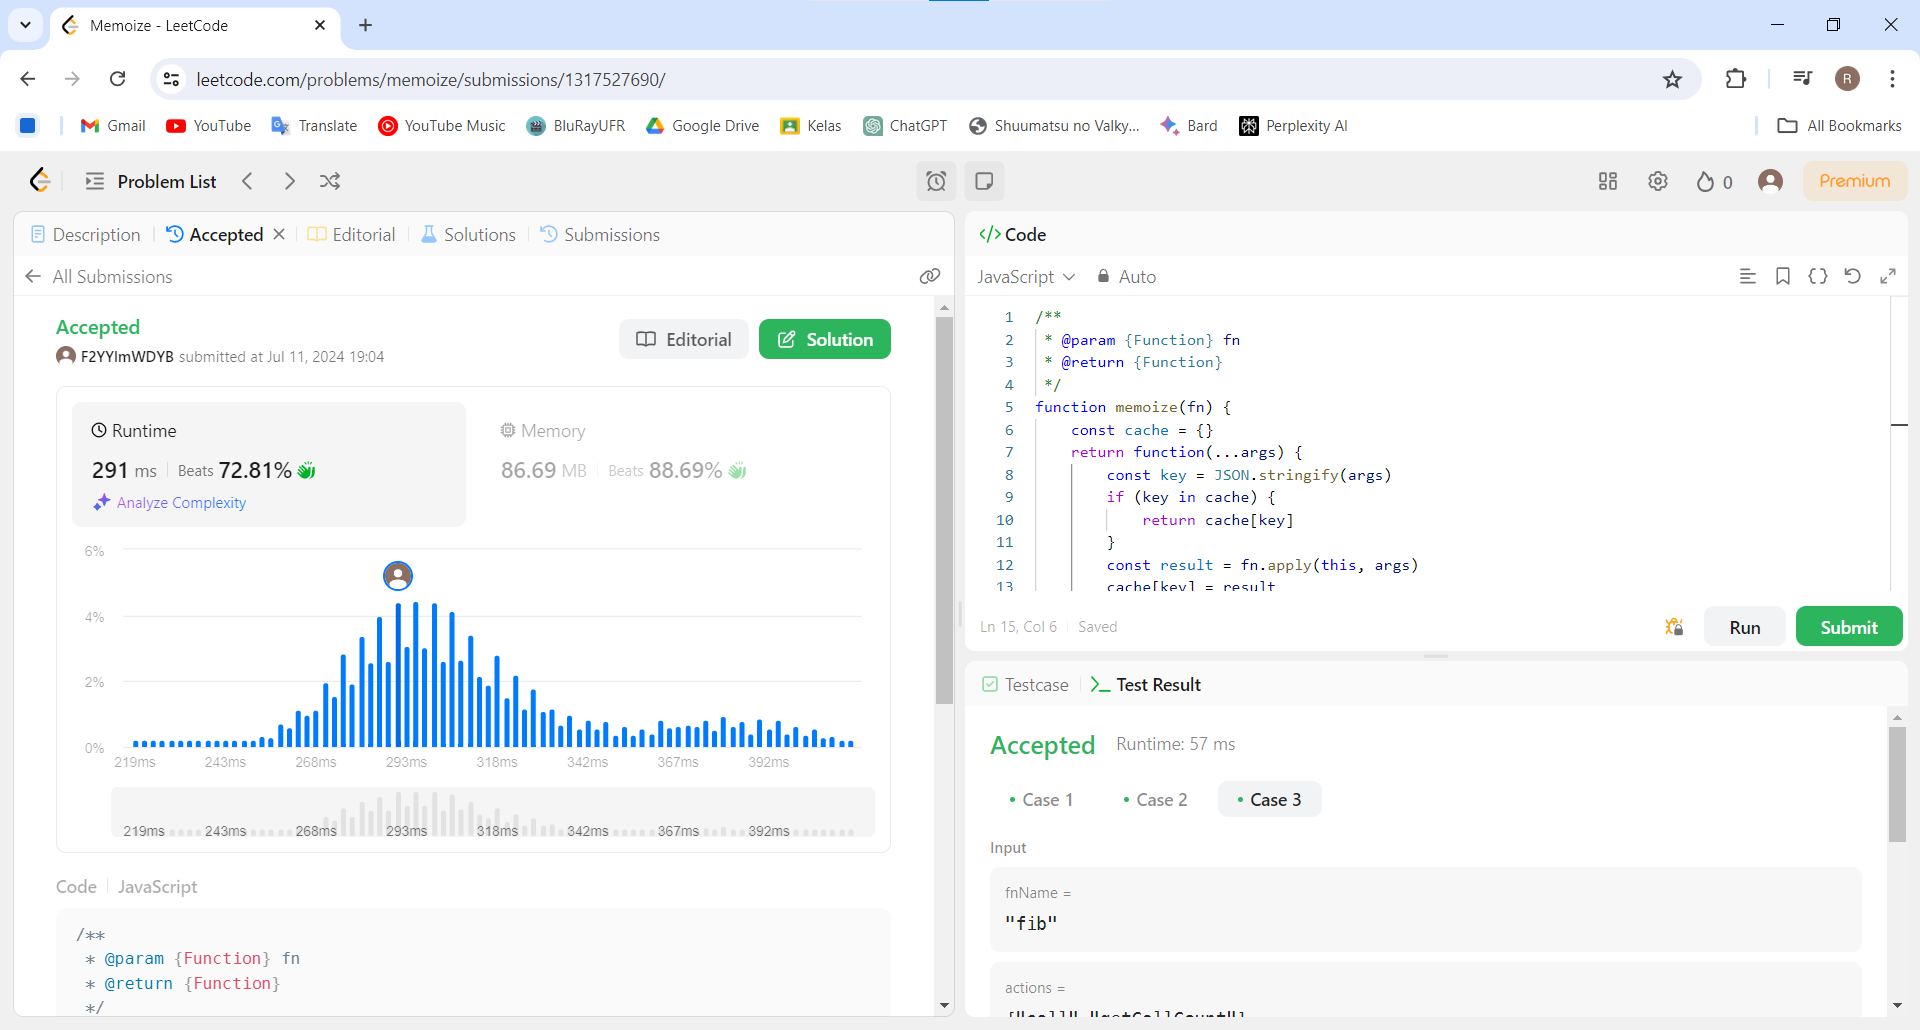 Memoize - LeetCode
leetcode.com/problems/memoize/submissions/1317527690/
R
Gmail YouTube Translate YouTube Music BluRayUFR Google Drive Kelas ChatGPT Shuumatsu no Valky... Bard Perplexity AI All Bookmarks
Problem List 0 Premium
Description Accepted Editorial Solutions Submissions
All Submissions
Accepted
F2YYImWDYB submitted at Jul 11, 2024 19:04
Editorial Solution
Runtime
291 ms Beats 72.81%
Analyze Complexity
Memory
86.69 MB Beats 88.69%
6%
4%
2%
0%
219ms 243ms 268ms 293ms 318ms 342ms 367ms 392ms
219ms 243ms 268ms 293ms 318ms 342ms 367ms 392ms
Code JavaScript
/**
* @param {Function} fn
* @return {Function}
*/
</> Code
JavaScript Auto
1 /**
2 * @param {Function} fn
3 * @return {Function}
4 */
5 function memoize(fn) {
6 const cache = {}
7 return function(...args) {
8 const key = JSON.stringify(args)
9 if (key in cache) {
10 return cache[key]
11 }
12 const result = fn.apply(this, args)
13 cache[key] = result
Ln 15, Col 6 Saved
Run Submit
Testcase Test Result
Accepted Runtime: 57 ms
Case 1 Case 2 Case 3
Input
fnName =
"fib"
actions =
["call","getCallCount"]